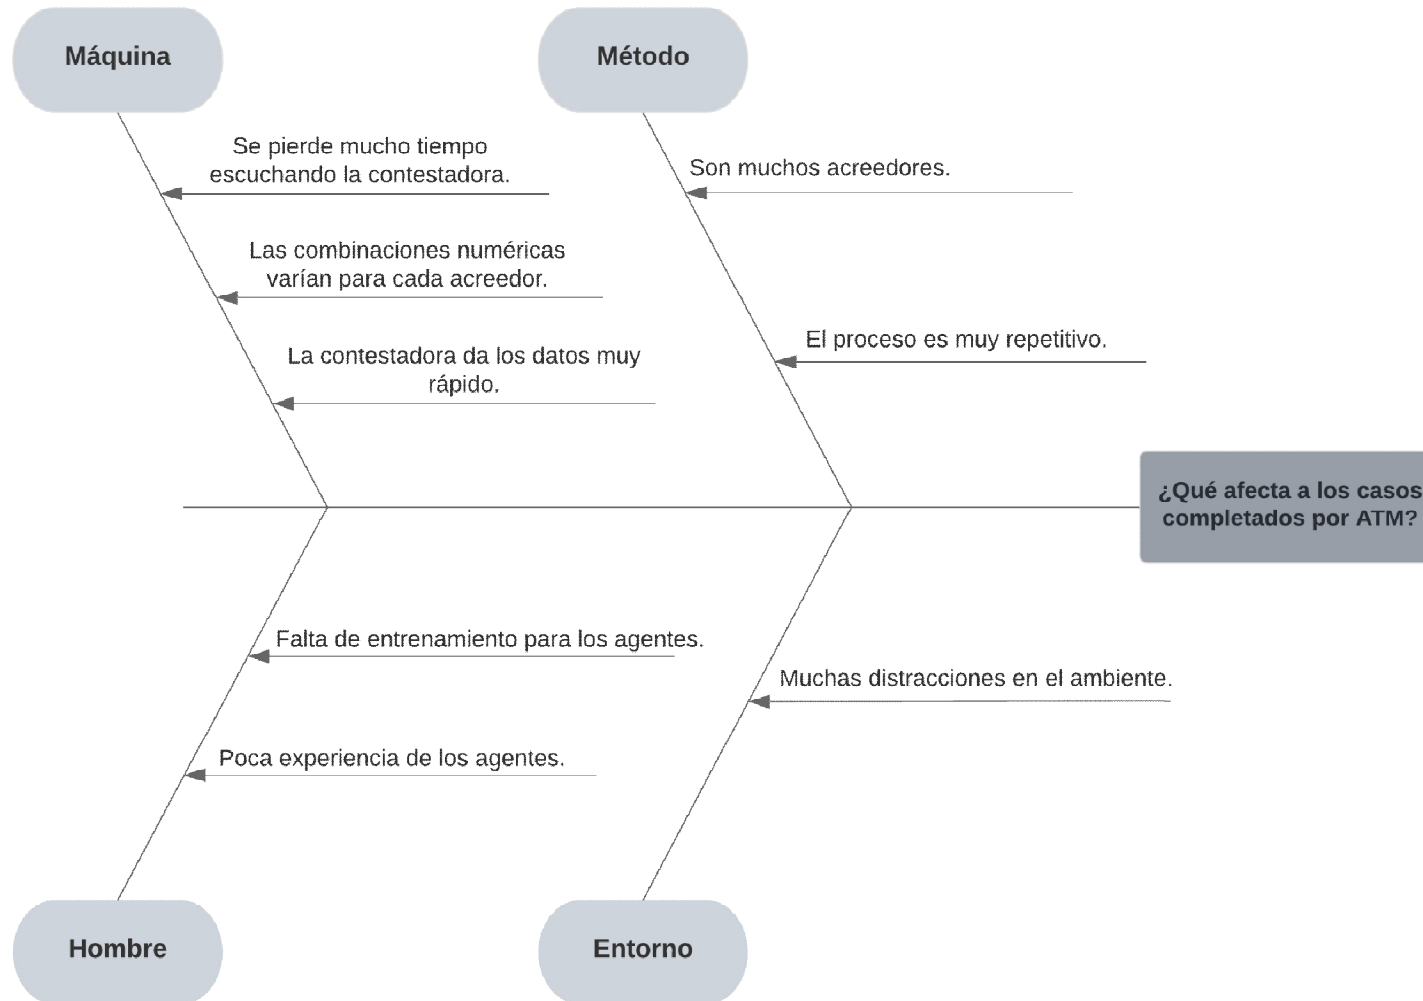 Máquina
Método
Se pierde mucho tiempo
escuchando la contestadora.
Son muchos acreedores.
Las combinaciones numéricas
varían para cada acreedor.
El proceso es muy repetitivo.
La contestadora da los datos muy
rápido.
¿Qué afecta a los casos
completados por ATM?
Falta de entrenamiento para los agentes.
Muchas distracciones en el ambiente.
Poca experiencia de los agentes.
Hombre
Entorno